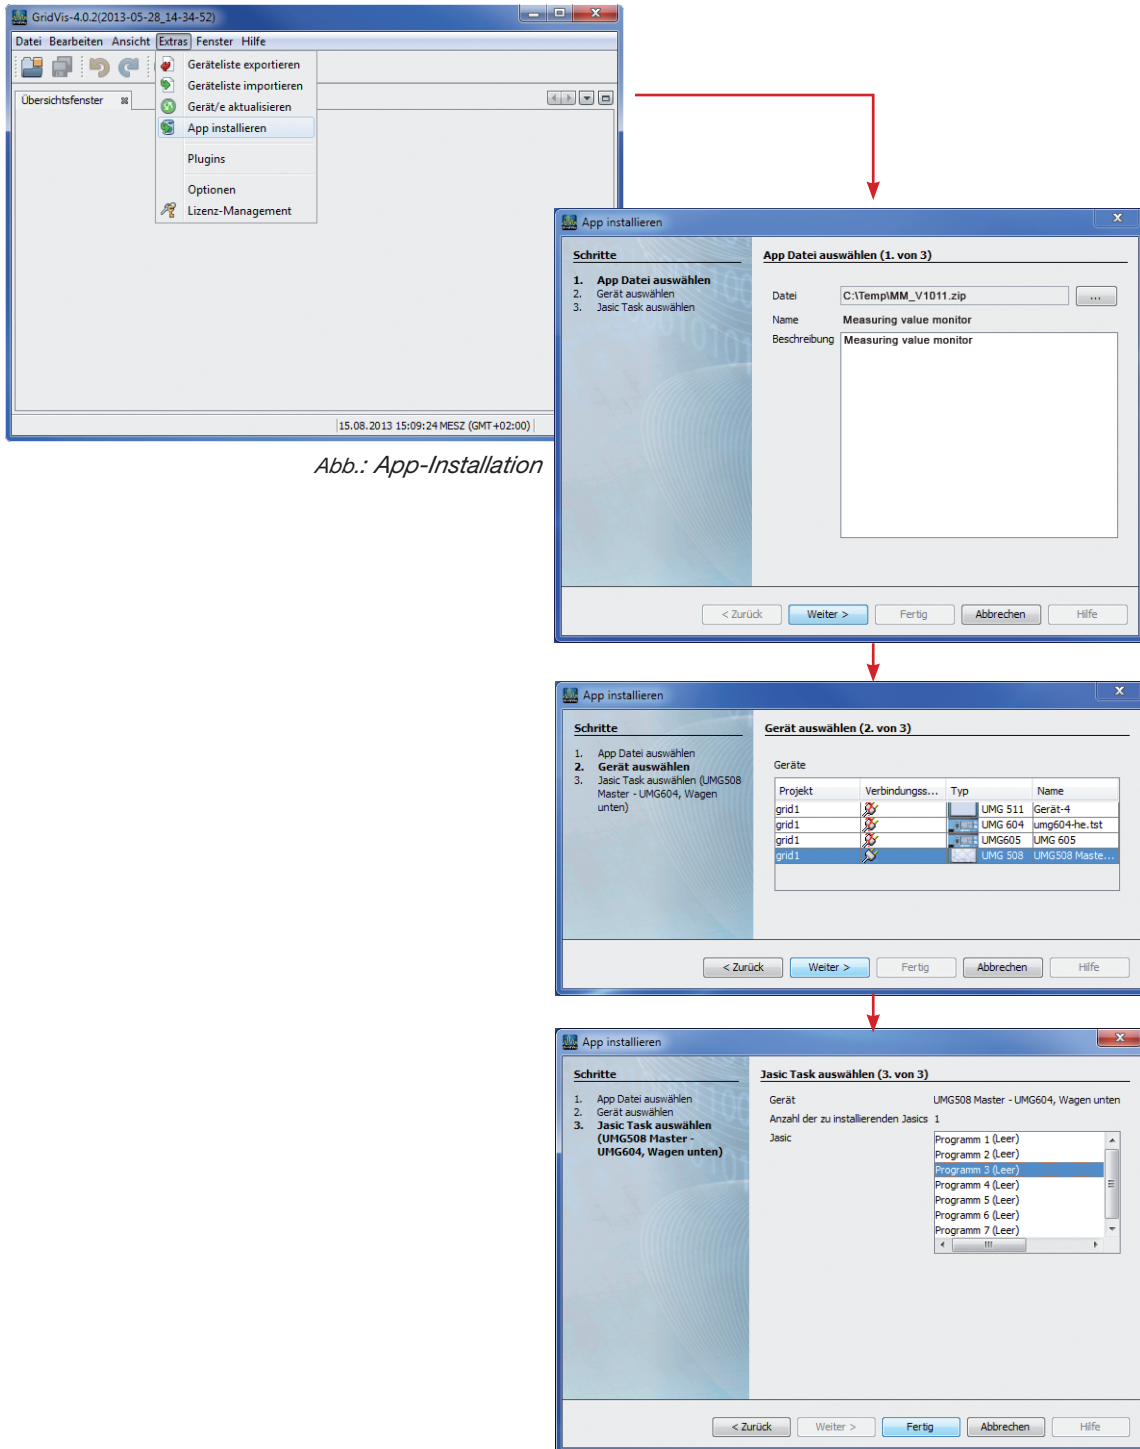 GridVis-4.0.2(2013-05-28_14-34-52)
Datei Bearbeiten Ansicht Extras Fenster Hilfe
Geräteliste exportieren
Geräteliste importieren
Gerät/e aktualisieren
App installieren
Plugins
Optionen
Lizenz-Management
Übersichtsfenster
15.08.2013 15:09:24 MESZ (GMT+02:00)
Abb.: App-Installation
App installieren
Schritte
1. App Datei auswählen
2. Gerät auswählen
3. Jasic Task auswählen
App Datei auswählen (1. von 3)
Datei C:\Temp\MM_V1011.zip ...
Name Measuring value monitor
Beschreibung Measuring value monitor
< Zurück Weiter > Fertig Abbrechen Hilfe
App installieren
Schritte
1. App Datei auswählen
2. Gerät auswählen
3. Jasic Task auswählen (UMG508
Master - UMG604, Wagen
unten)
Gerät auswählen (2. von 3)
Geräte
Projekt Verbindungss... Typ Name
grid1 UMG 511 Gerät-4
grid1 UMG 604 umg604-he.tst
grid1 UMG605 UMG 605
grid1 UMG 508 UMG508 Maste...
< Zurück Weiter > Fertig Abbrechen Hilfe
App installieren
Schritte
1. App Datei auswählen
2. Gerät auswählen
3. Jasic Task auswählen
(UMG508 Master -
UMG604, Wagen unten)
Jasic Task auswählen (3. von 3)
Gerät UMG508 Master - UMG604, Wagen unten
Anzahl der zu installierenden Jasics 1
Jasic
Programm 1 (Leer)
Programm 2 (Leer)
Programm 3 (Leer)
Programm 4 (Leer)
Programm 5 (Leer)
Programm 6 (Leer)
Programm 7 (Leer)
< Zurück Weiter > Fertig Abbrechen Hilfe